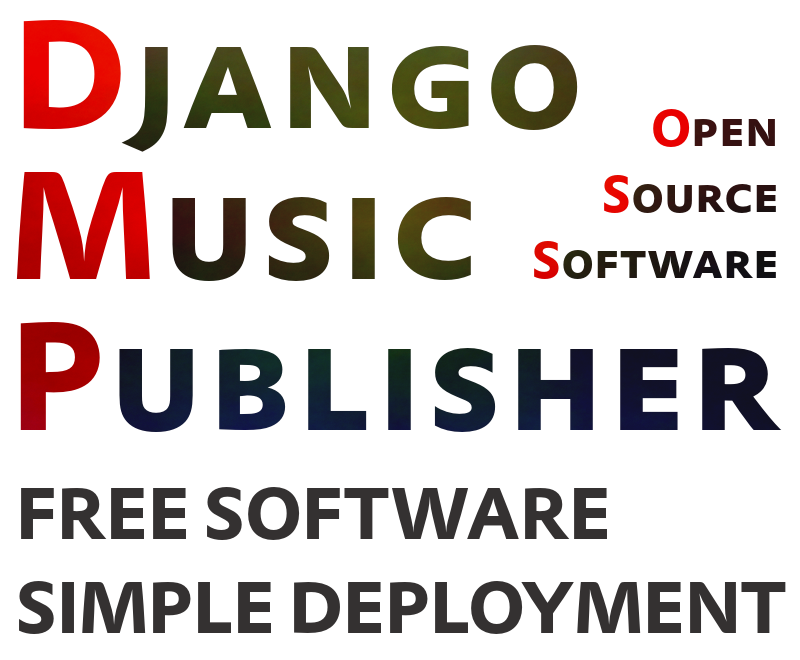 DJANGO
MUSIC
PUBLISHER
OPEN
SOURCE
SOFTWARE
FREE SOFTWARE
SIMPLE DEPLOYMENT